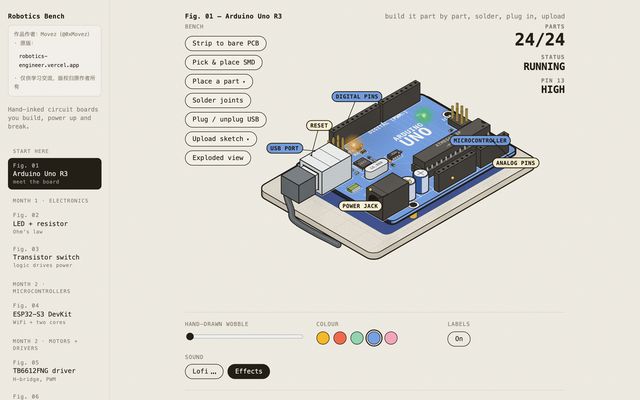 Robotics Bench
作品作者: Movez (@0xMovez)
· 原版:
robotics-
engineer.vercel.app
· 仅供学习交流, 版权归原作者所
有
Hand-inked circuit boards
you build, power up and
break.
START HERE
Fig. 01
Arduino Uno R3
meet the board
MONTH 1 · ELECTRONICS
Fig. 02
LED + resistor
Ohm's law
Fig. 03
Transistor switch
logic drives power
MONTH 2 ·
MICROCONTROLLERS
Fig. 04
ESP32-S3 DevKit
WiFi + two cores
MONTH 2 · MOTORS +
DRIVERS
Fig. 05
TB6612FNG driver
H-bridge, PWM
Fig. 06
Fig. 01 — Arduino Uno R3
build it part by part, solder, plug in, upload
BENCH
Strip to bare PCB
Pick & place SMD
Place a part
Solder joints
Plug / unplug USB
Upload sketch
Exploded view
PARTS
24/24
STATUS
RUNNING
PIN 13
HIGH
DIGITAL PINS
RESET
USB PORT
MICROCONTROLLER
ANALOG PINS
POWER JACK
ARDUINO
UNO
HAND-DRAWN WOBBLE
COLOUR
LABELS
On
SOUND
Lofi …
Effects